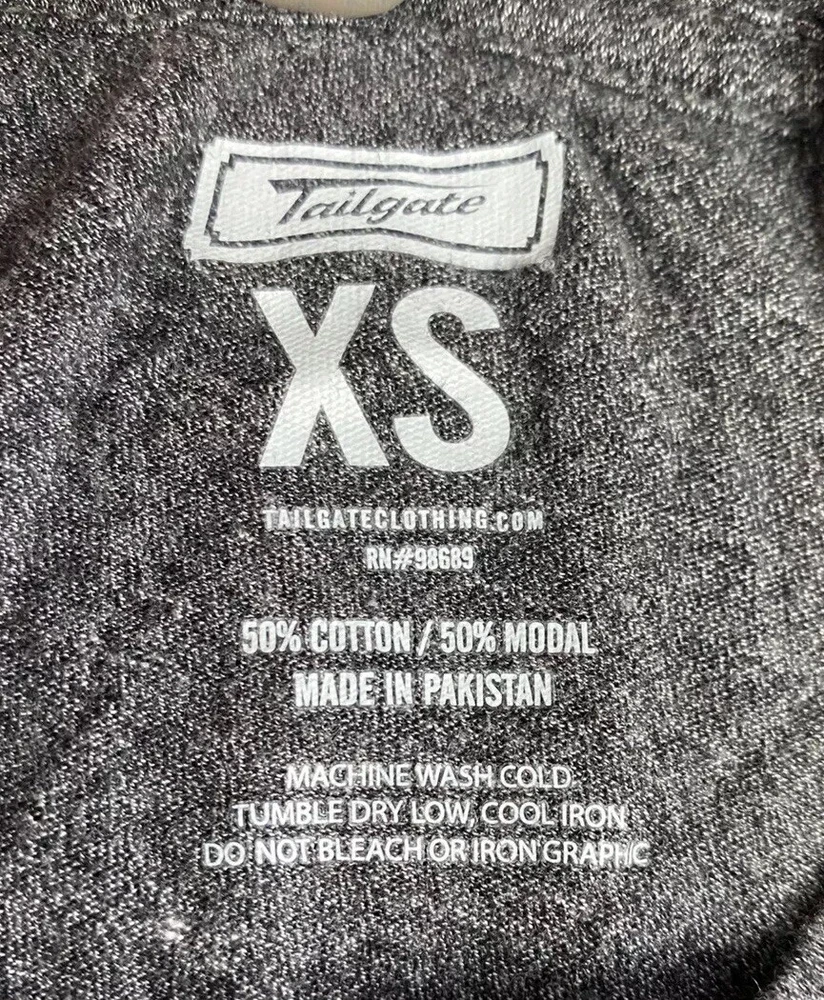 Tailgate
XS
TAILGATECLOTHING.COM
RN#98689
50% COTTON / 50% MODAL
MADE IN PAKISTAN
MACHINE WASH COLD
TUMBLE DRY LOW, COOL IRON
DO NOT BLEACH OR IRON GRAPHIC